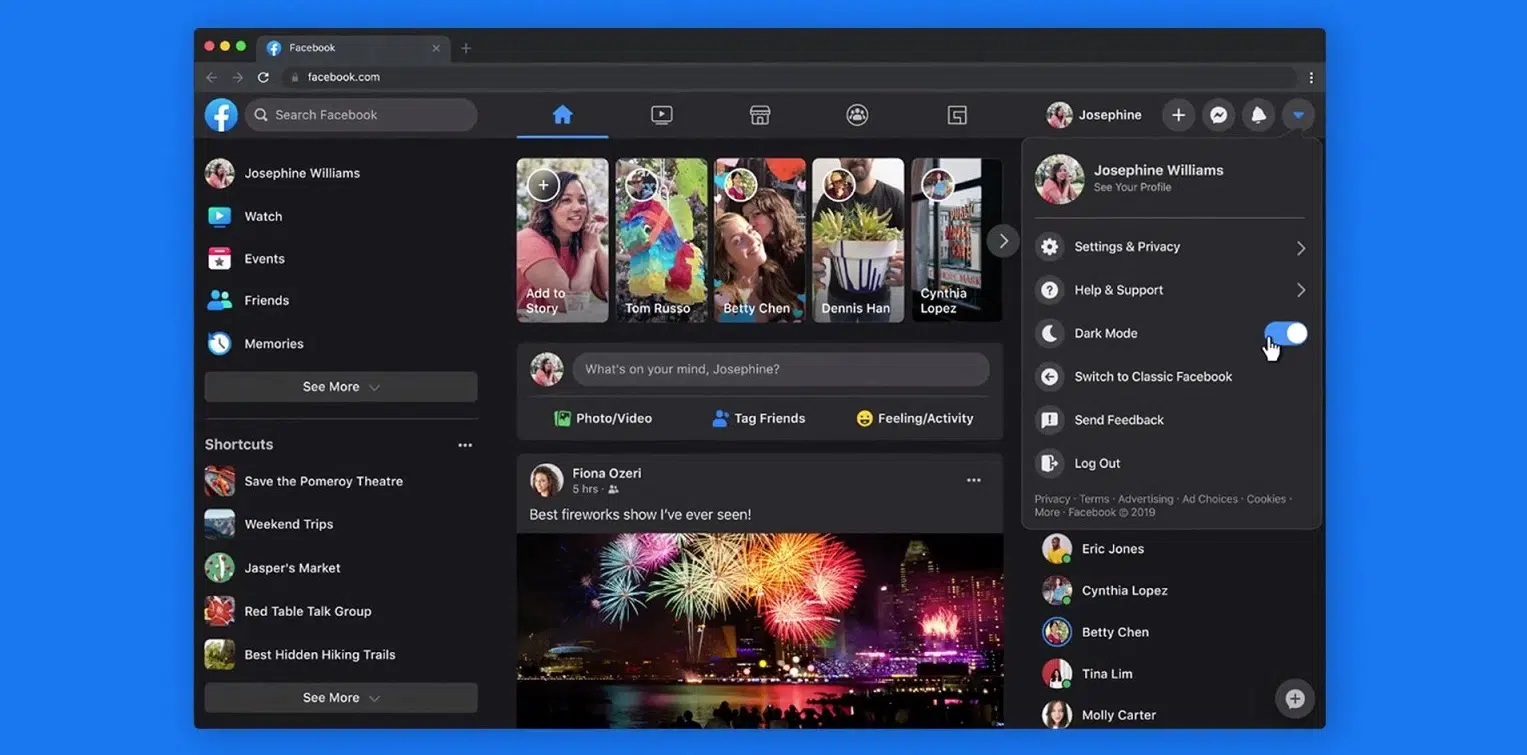 Facebook
facebook.com
Search Facebook
Josephine
Josephine Williams
Watch
Events
Friends
Memories
See More
Shortcuts
Save the Pomeroy Theatre
Weekend Trips
Jasper's Market
Red Table Talk Group
Best Hidden Hiking Trails
See More
Add to
Story
Tom Russo
Betty Chen
Dennis Han
Cynthia
Lopez
What's on your mind, Josephine?
Photo/Video
Tag Friends
Feeling/Activity
Fiona Ozeri
5 hrs ·
Best fireworks show I've ever seen!
Josephine Williams
See Your Profile
Settings & Privacy
Help & Support
Dark Mode
Switch to Classic Facebook
Send Feedback
Log Out
Privacy · Terms · Advertising · Ad Choices · Cookies ·
More · Facebook © 2019
Eric Jones
Cynthia Lopez
Betty Chen
Tina Lim
Molly Carter